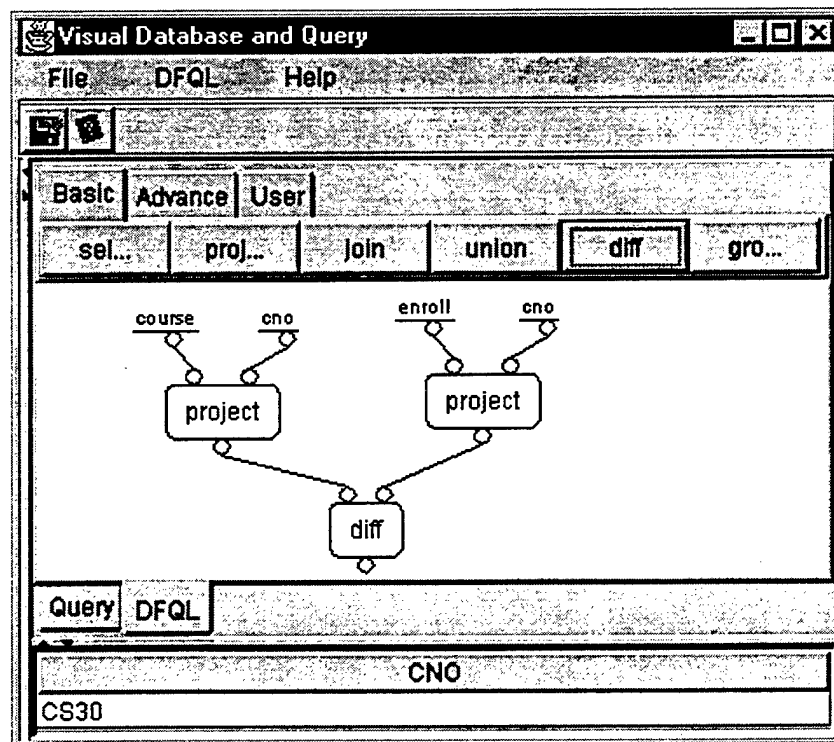 Visual Database and Query
File DFQL Help
Basic Advance User
sel... proj... join union diff gro...
course cno enroll cno
project project
diff
Query DFQL
CNO
CS30